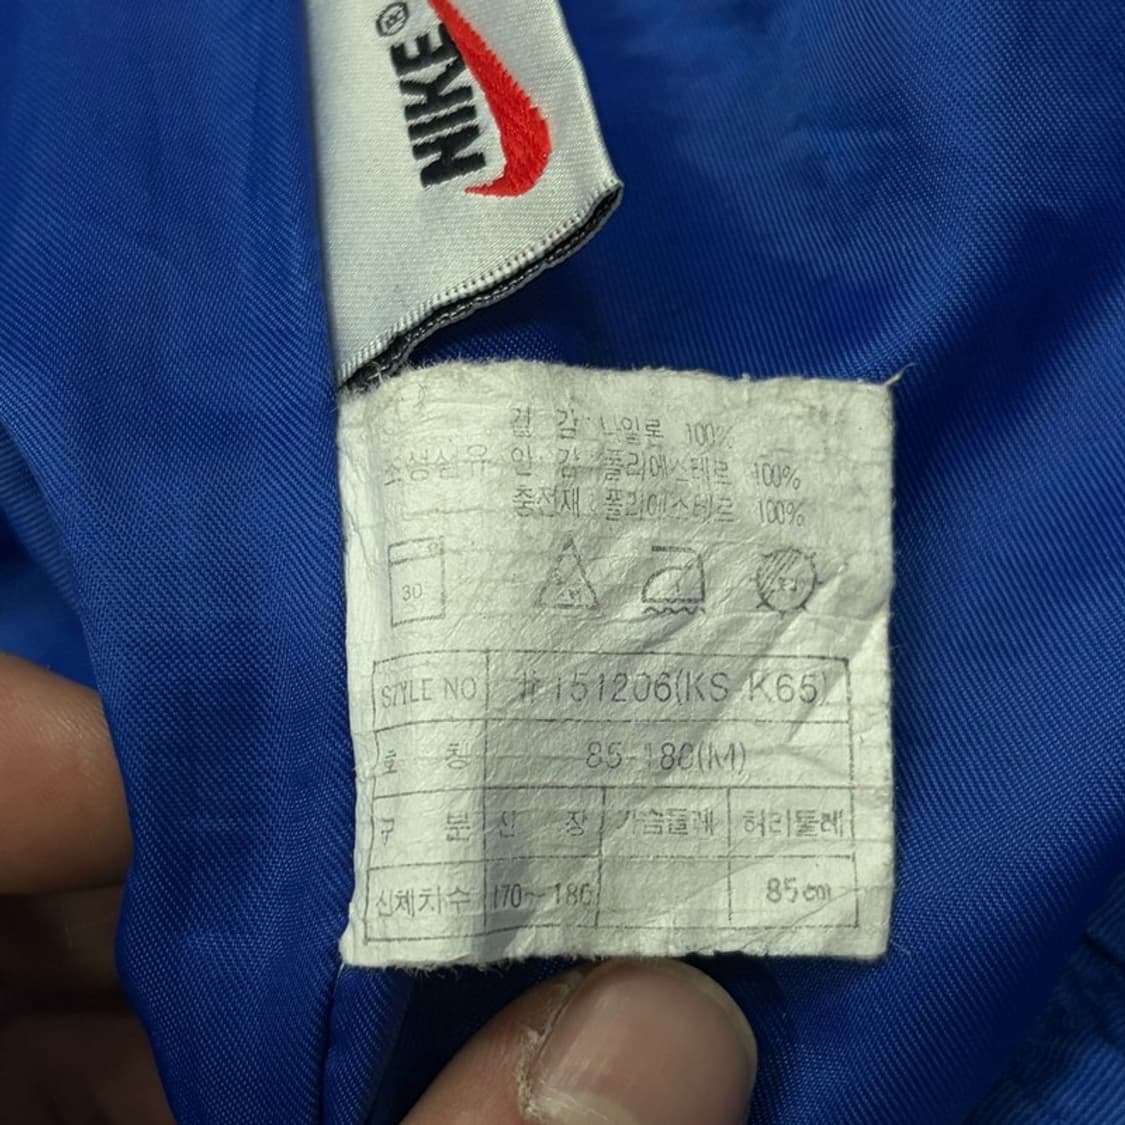 NIKE®
겉 감 나일론 100%
조성섬유 안 감 폴리에스테르 100%
충전재 폴리에스테르 100%
30
STYLE NO # 151206(KS-K65)
호 칭 85-180(M)
구 분 신 장 가슴둘레 허리둘레
신체치수 170~186 85cm